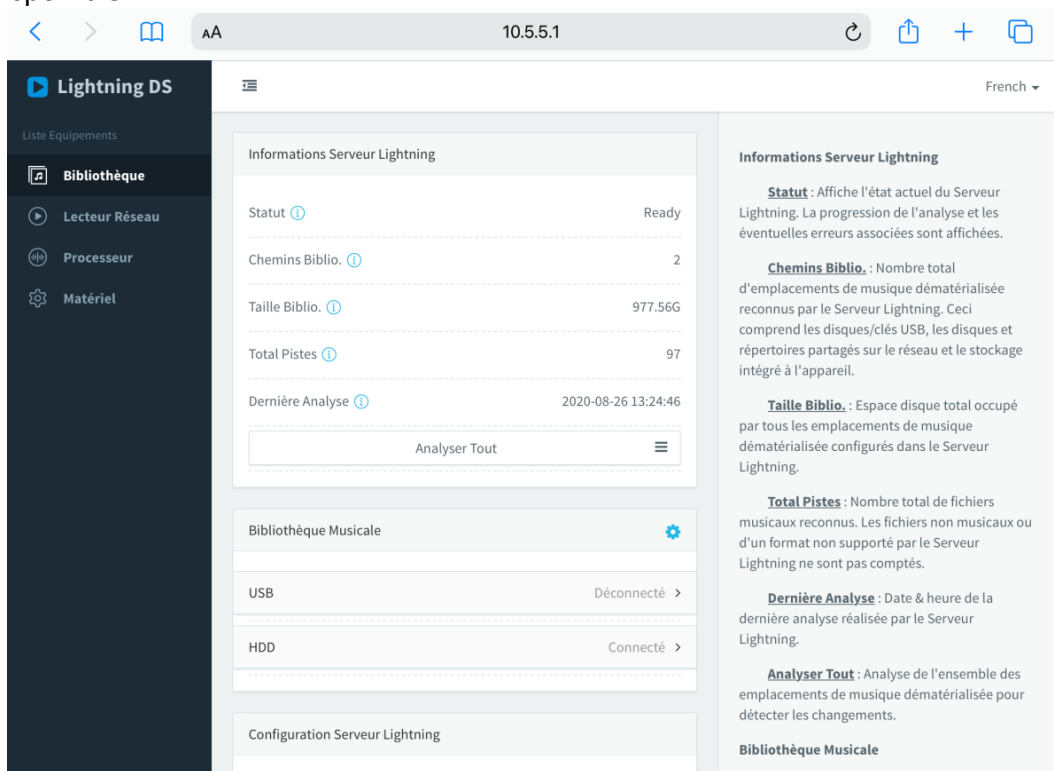 AA
10.5.5.1
Lightning DS
French
Liste Equipements
Bibliothèque
Lecteur Réseau
Processeur
Matériel
Informations Serveur Lightning
Statut
Ready
Chemins Biblio.
2
Taille Biblio.
977.56G
Total Pistes
97
Dernière Analyse
2020-08-26 13:24:46
Analyser Tout
Bibliothèque Musicale
USB
Déconnecté
HDD
Connecté
Configuration Serveur Lightning
Informations Serveur Lightning
Statut : Affiche l'état actuel du Serveur
Lightning. La progression de l'analyse et les
éventuelles erreurs associées sont affichées.
Chemins Biblio. : Nombre total
d'emplacements de musique dématérialisée
reconnus par le Serveur Lightning. Ceci
comprend les disques/clés USB, les disques et
répertoires partagés sur le réseau et le stockage
intégré à l'appareil.
Taille Biblio. : Espace disque total occupé
par tous les emplacements de musique
dématérialisée configurés dans le Serveur
Lightning.
Total Pistes : Nombre total de fichiers
musicaux reconnus. Les fichiers non musicaux ou
d'un format non supporté par le Serveur
Lightning ne sont pas comptés.
Dernière Analyse : Date & heure de la
dernière analyse réalisée par le Serveur
Lightning.
Analyser Tout : Analyse de l'ensemble des
emplacements de musique dématérialisée pour
détecter les changements.
Bibliothèque Musicale